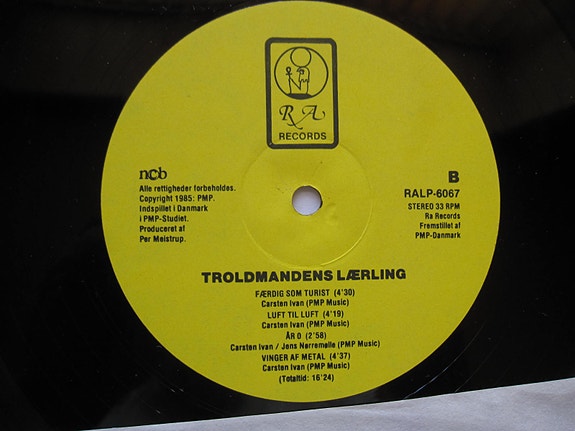 RA
RECORDS
ncb
Alle rettigheder forbeholdes.
Copyright 1985: PMP.
Indspillet i Danmark
i PMP-Studiet.
Produceret af
Per Meistrup.
B
RALP-6067
STEREO 33 RPM
Ra Records
Fremstillet af
PMP-Danmark
TROLDMANDENS LÆRLING
FÆRDIG SOM TURIST (4'30)
Carsten Ivan (PMP Music)
LUFT TIL LUFT (4'19)
Carsten Ivan (PMP Music)
ÅR 0 (2'58)
Carsten Ivan / Jens Nørremølle (PMP Music)
VINGER AF METAL (4'37)
Carsten Ivan (PMP Music)
(Totaltid: 16'24)